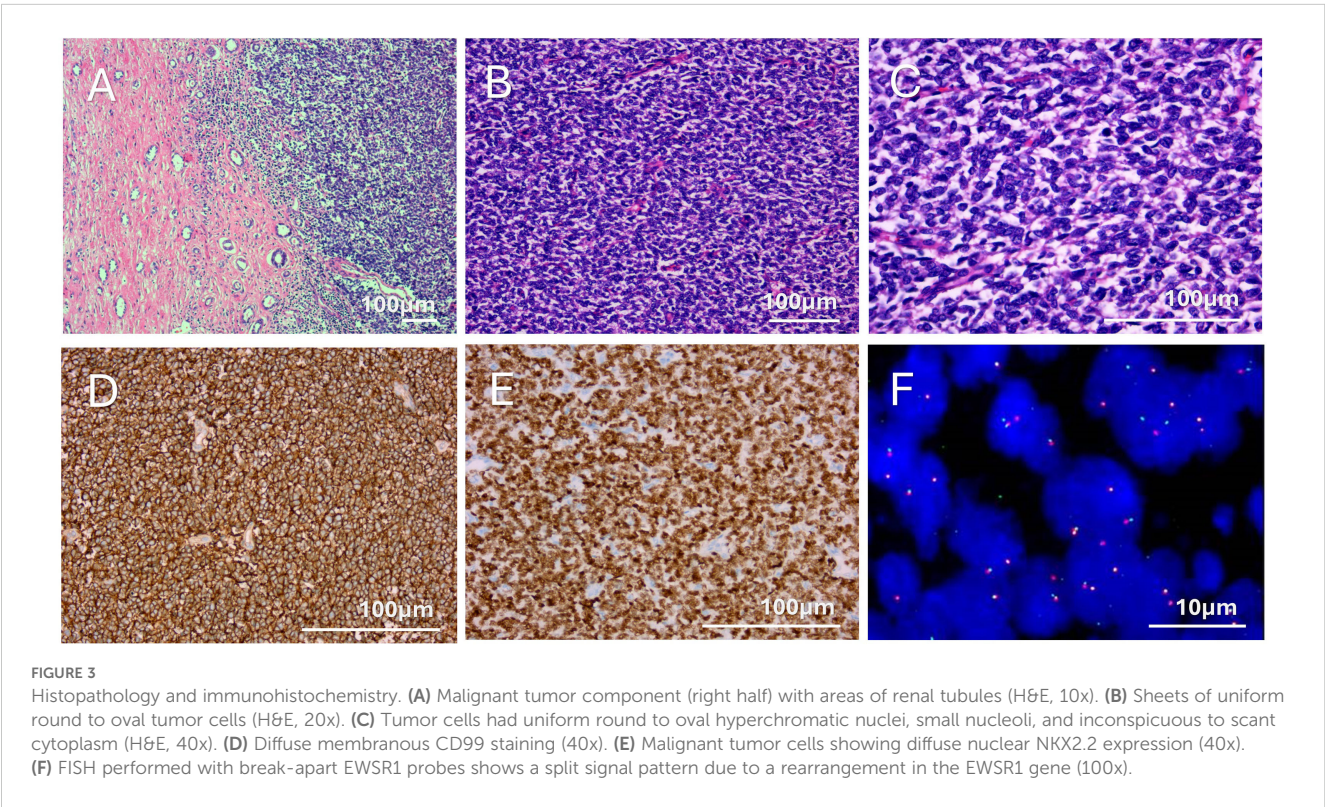 A
B
C
100µm
100µm
100µm
D
E
F
100µm
100µm
10µm
FIGURE 3
Histopathology and immunohistochemistry. (A) Malignant tumor component (right half) with areas of renal tubules (H&E, 10x). (B) Sheets of uniform
round to oval tumor cells (H&E, 20x). (C) Tumor cells had uniform round to oval hyperchromatic nuclei, small nucleoli, and inconspicuous to scant
cytoplasm (H&E, 40x). (D) Diffuse membranous CD99 staining (40x). (E) Malignant tumor cells showing diffuse nuclear NKX2.2 expression (40x).
(F) FISH performed with break-apart EWSR1 probes shows a split signal pattern due to a rearrangement in the EWSR1 gene (100x).